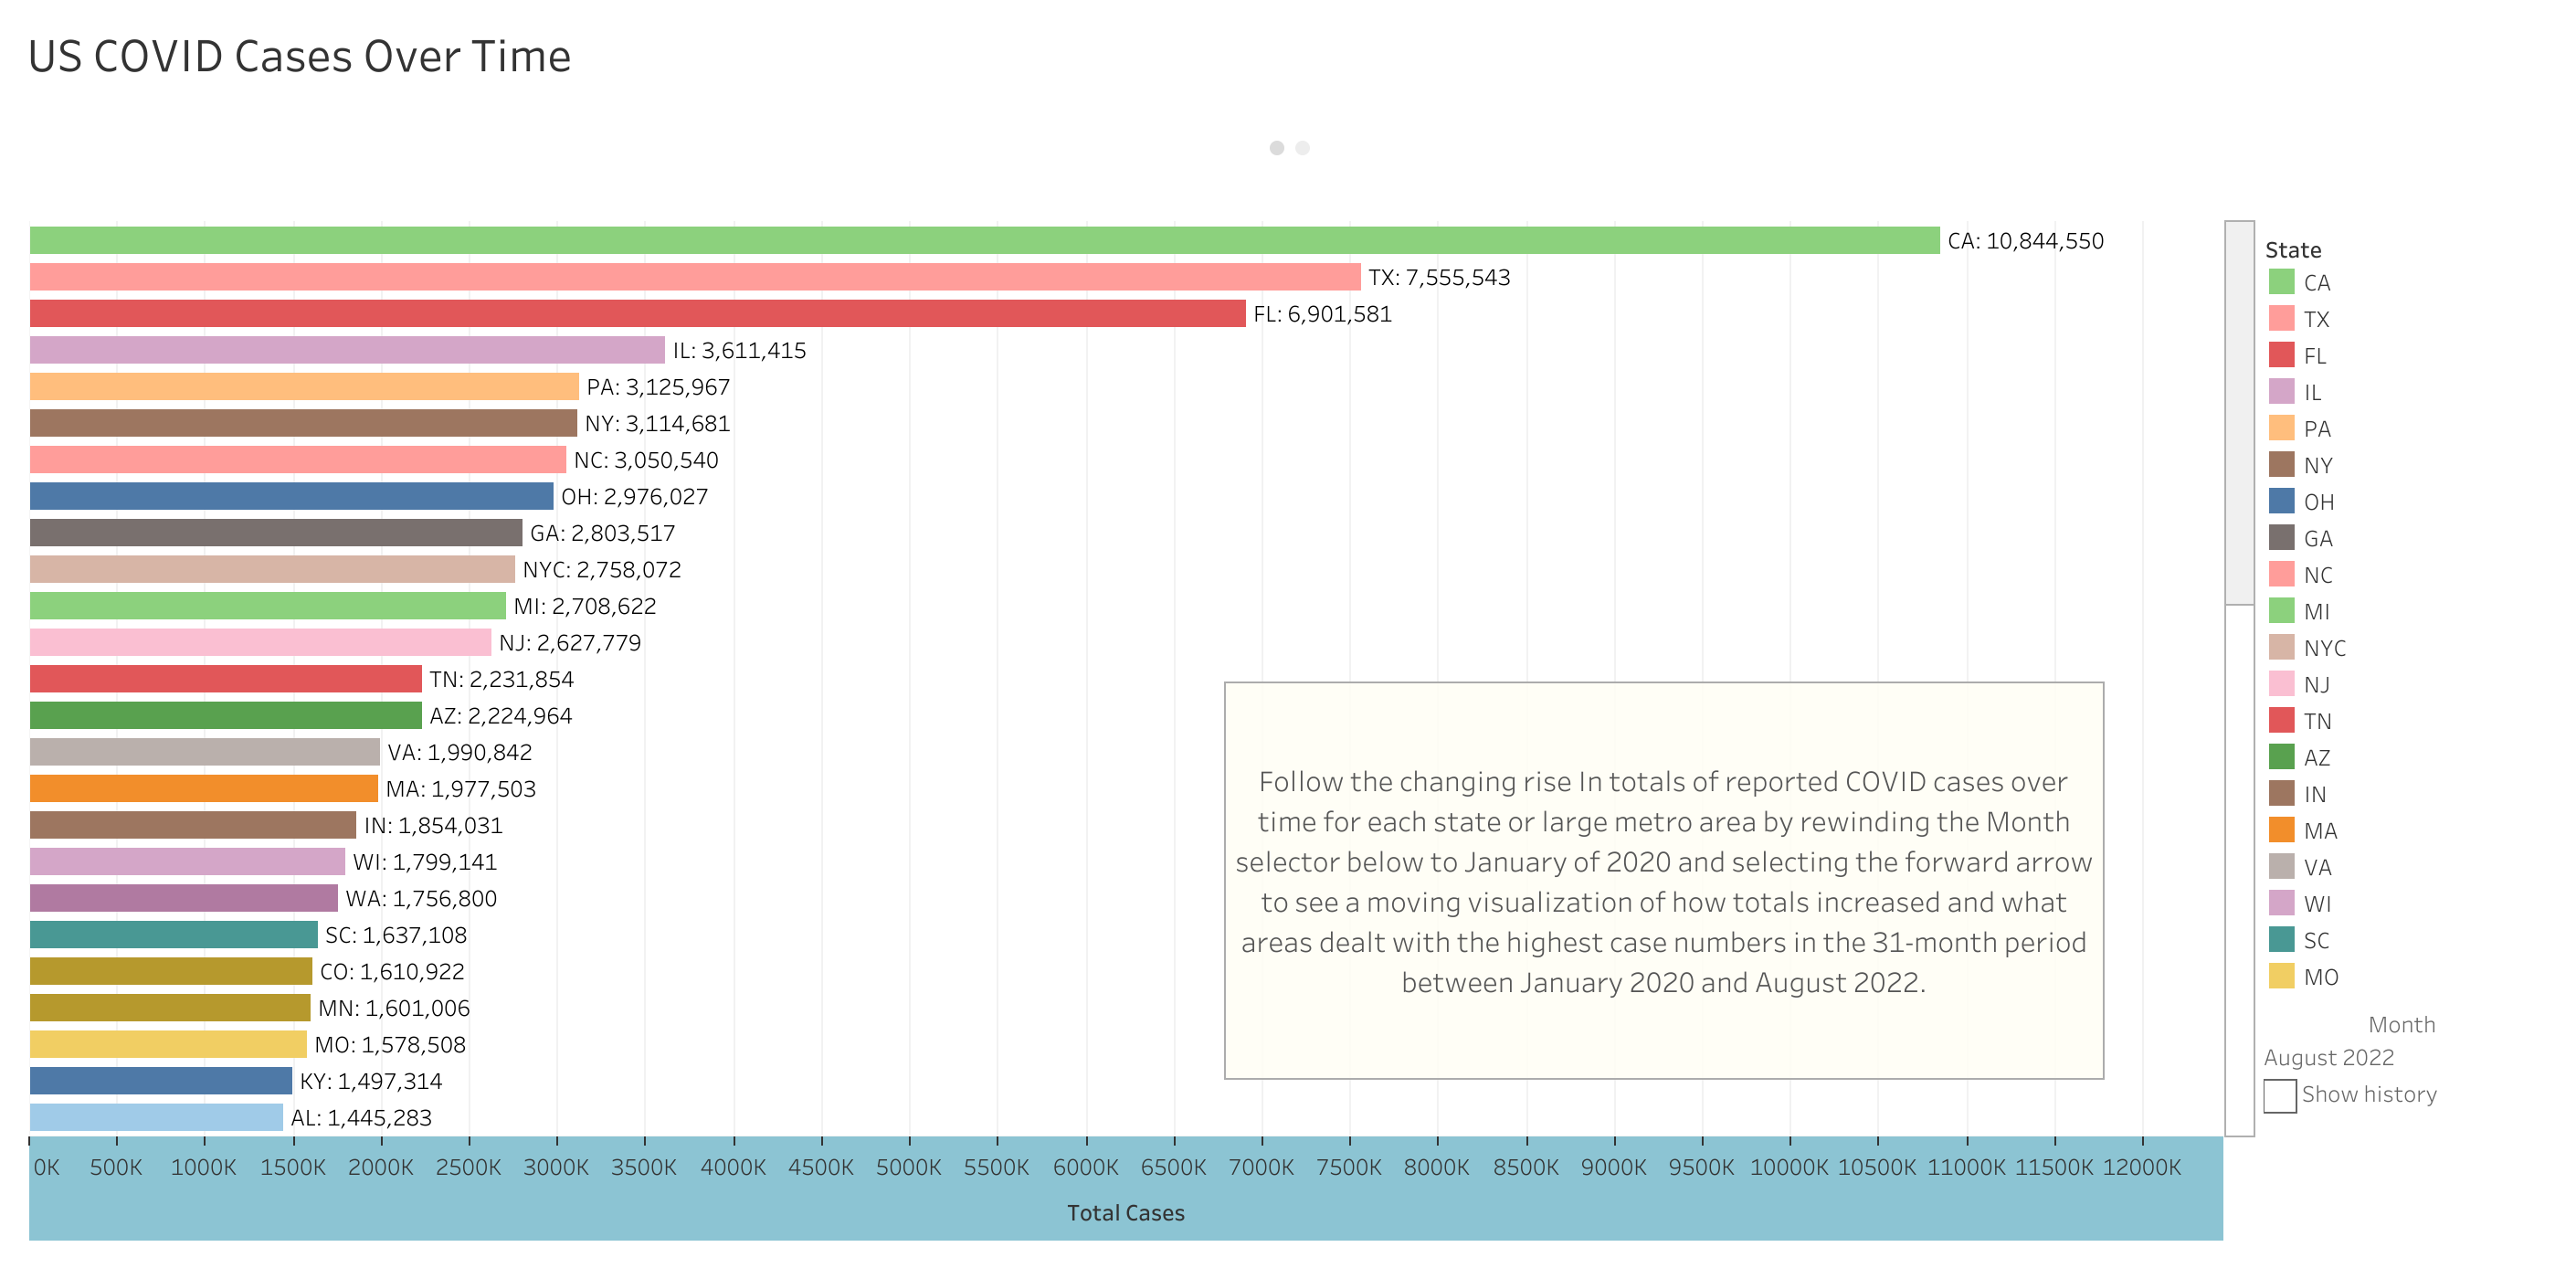 US COVID Cases Over Time
CA: 10,844,550
TX: 7,555,543
FL: 6,901,581
IL: 3,611,415
PA: 3,125,967
NY: 3,114,681
NC: 3,050,540
OH: 2,976,027
GA: 2,803,517
NYC: 2,758,072
MI: 2,708,622
NJ: 2,627,779
TN: 2,231,854
AZ: 2,224,964
VA: 1,990,842
MA: 1,977,503
IN: 1,854,031
WI: 1,799,141
WA: 1,756,800
SC: 1,637,108
CO: 1,610,922
MN: 1,601,006
MO: 1,578,508
KY: 1,497,314
AL: 1,445,283
Follow the changing rise In totals of reported COVID cases over
time for each state or large metro area by rewinding the Month
selector below to January of 2020 and selecting the forward arrow
to see a moving visualization of how totals increased and what
areas dealt with the highest case numbers in the 31-month period
between January 2020 and August 2022.
0K 500K 1000K 1500K 2000K 2500K 3000K 3500K 4000K 4500K 5000K 5500K 6000K 6500K 7000K 7500K 8000K 8500K 9000K 9500K 10000K 10500K 11000K 11500K 12000K
Total Cases
State
CA
TX
FL
IL
PA
NY
OH
GA
NC
MI
NYC
NJ
TN
AZ
IN
MA
VA
WI
SC
MO
Month
August 2022
Show history